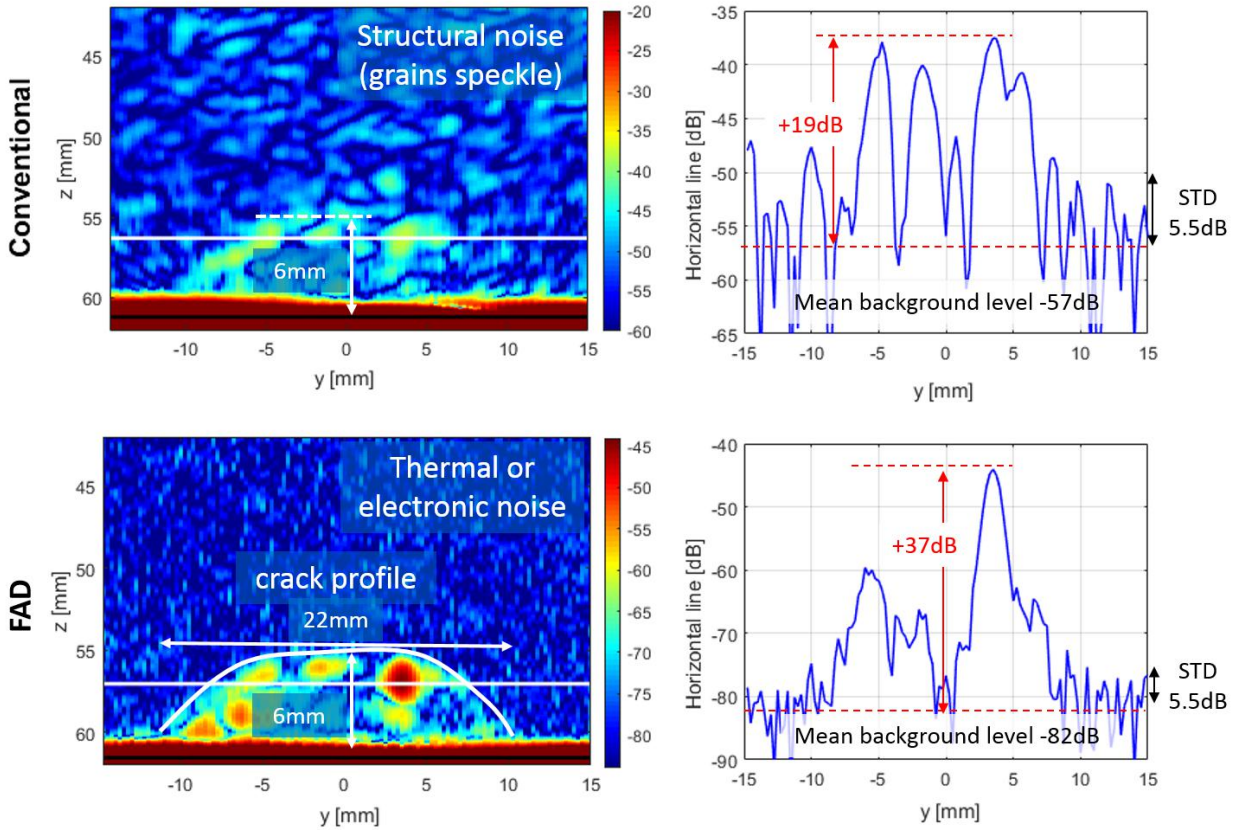 Conventional
Structural noise
(grains speckle)
6mm
z [mm]
45
50
55
60
-10
-5
0
5
10
15
y [mm]
-20
-25
-30
-35
-40
-45
-50
-55
-60
Horizontal line [dB]
-35
-40
-45
-50
-55
-60
-65
+19dB
STD
5.5dB
Mean background level -57dB
-15
-10
-5
0
5
10
15
y [mm]
FAD
Thermal or
electronic noise
crack profile
22mm
6mm
z [mm]
45
50
55
60
-10
-5
0
5
10
15
y [mm]
-45
-50
-55
-60
-65
-70
-75
-80
Horizontal line [dB]
-40
-50
-60
-70
-80
-90
+37dB
STD
5.5dB
Mean background level -82dB
-15
-10
-5
0
5
10
15
y [mm]